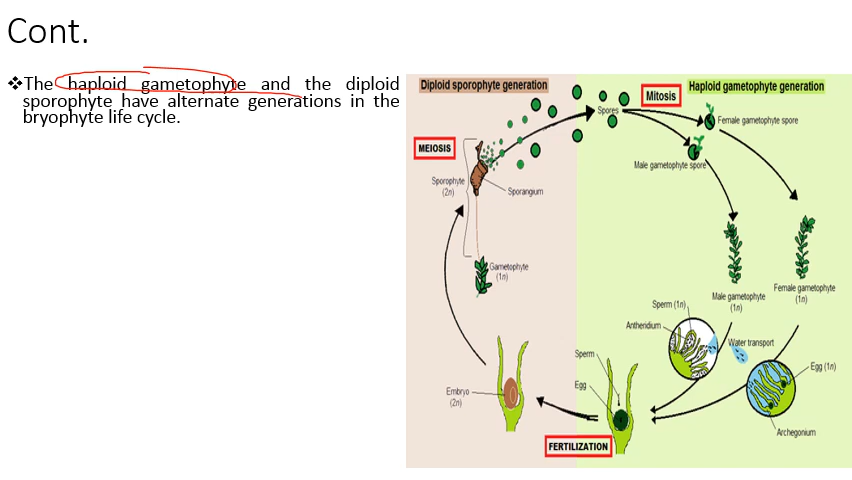 Cont.
❖The haploid gametophyte and the diploid
sporophyte have alternate generations in the
bryophyte life cycle.
Diploid sporophyte generation
Haploid gametophyte generation
Mitosis
Spores
Female gametophyte spore
MEIOSIS
Male gametophyte spore
Sporophyte
(2n)
Sporangium
Gametophyte
(1n)
Male gametophyte
(1n)
Female gametophyte
(1n)
Sperm (1n)
Antheridium
Water transport
Sperm
Egg
Egg (1n)
Embryo
(2n)
Archegonium
FERTILIZATION